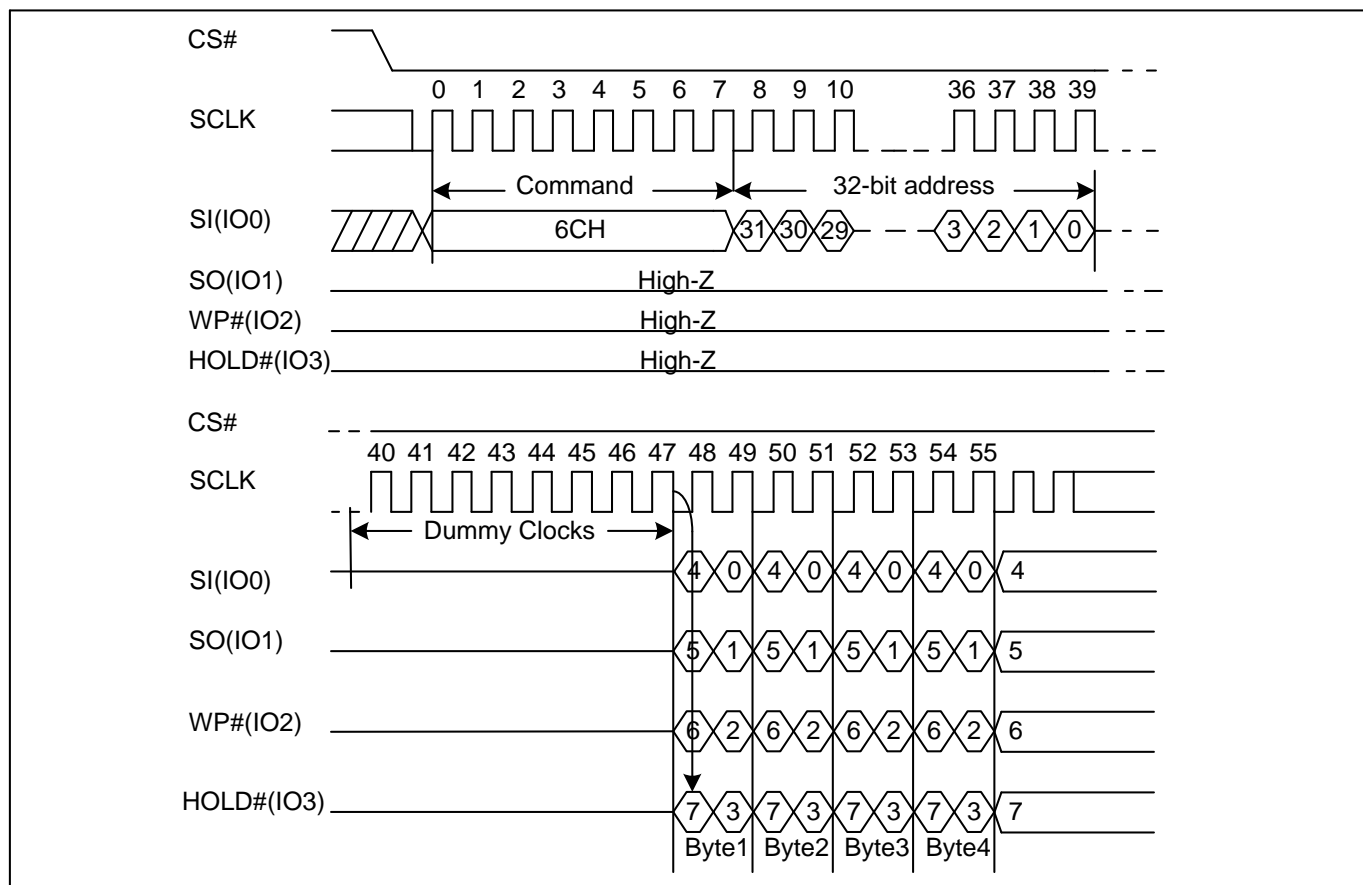 CS#
0 1 2 3 4 5 6 7 8 9 10 36 37 38 39
SCLK
Command 32-bit address
SI(IO0) 6CH 31 30 29 3 2 1 0
SO(IO1) High-Z
WP#(IO2) High-Z
HOLD#(IO3) High-Z
CS#
40 41 42 43 44 45 46 47 48 49 50 51 52 53 54 55
SCLK
Dummy Clocks
SI(IO0) 4 0 4 0 4 0 4 0 4
SO(IO1) 5 1 5 1 5 1 5 1 5
WP#(IO2) 6 2 6 2 6 2 6 2 6
HOLD#(IO3) 7 3 7 3 7 3 7 3 7
Byte1 Byte2 Byte3 Byte4